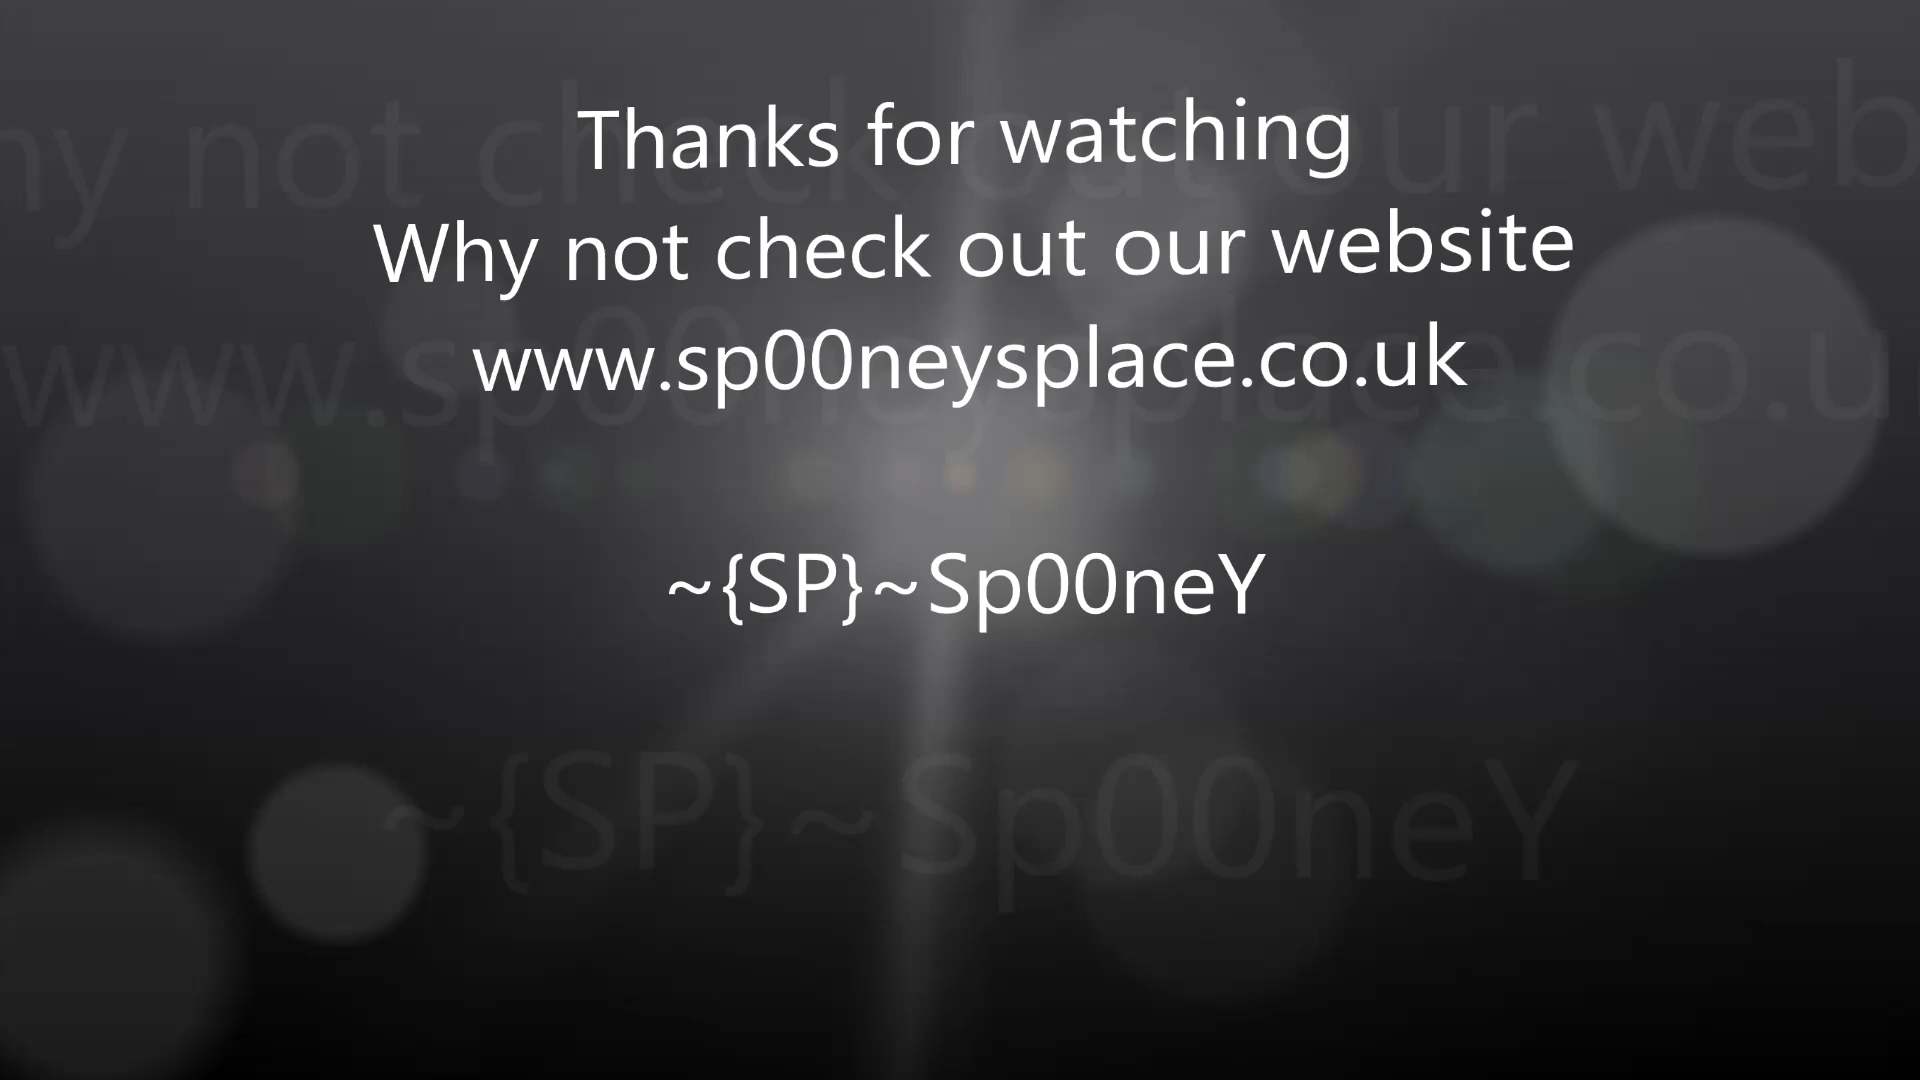 Thanks for watching
Why not check out our website
www.sp00neysplace.co.uk
~{SP}~Sp00neY